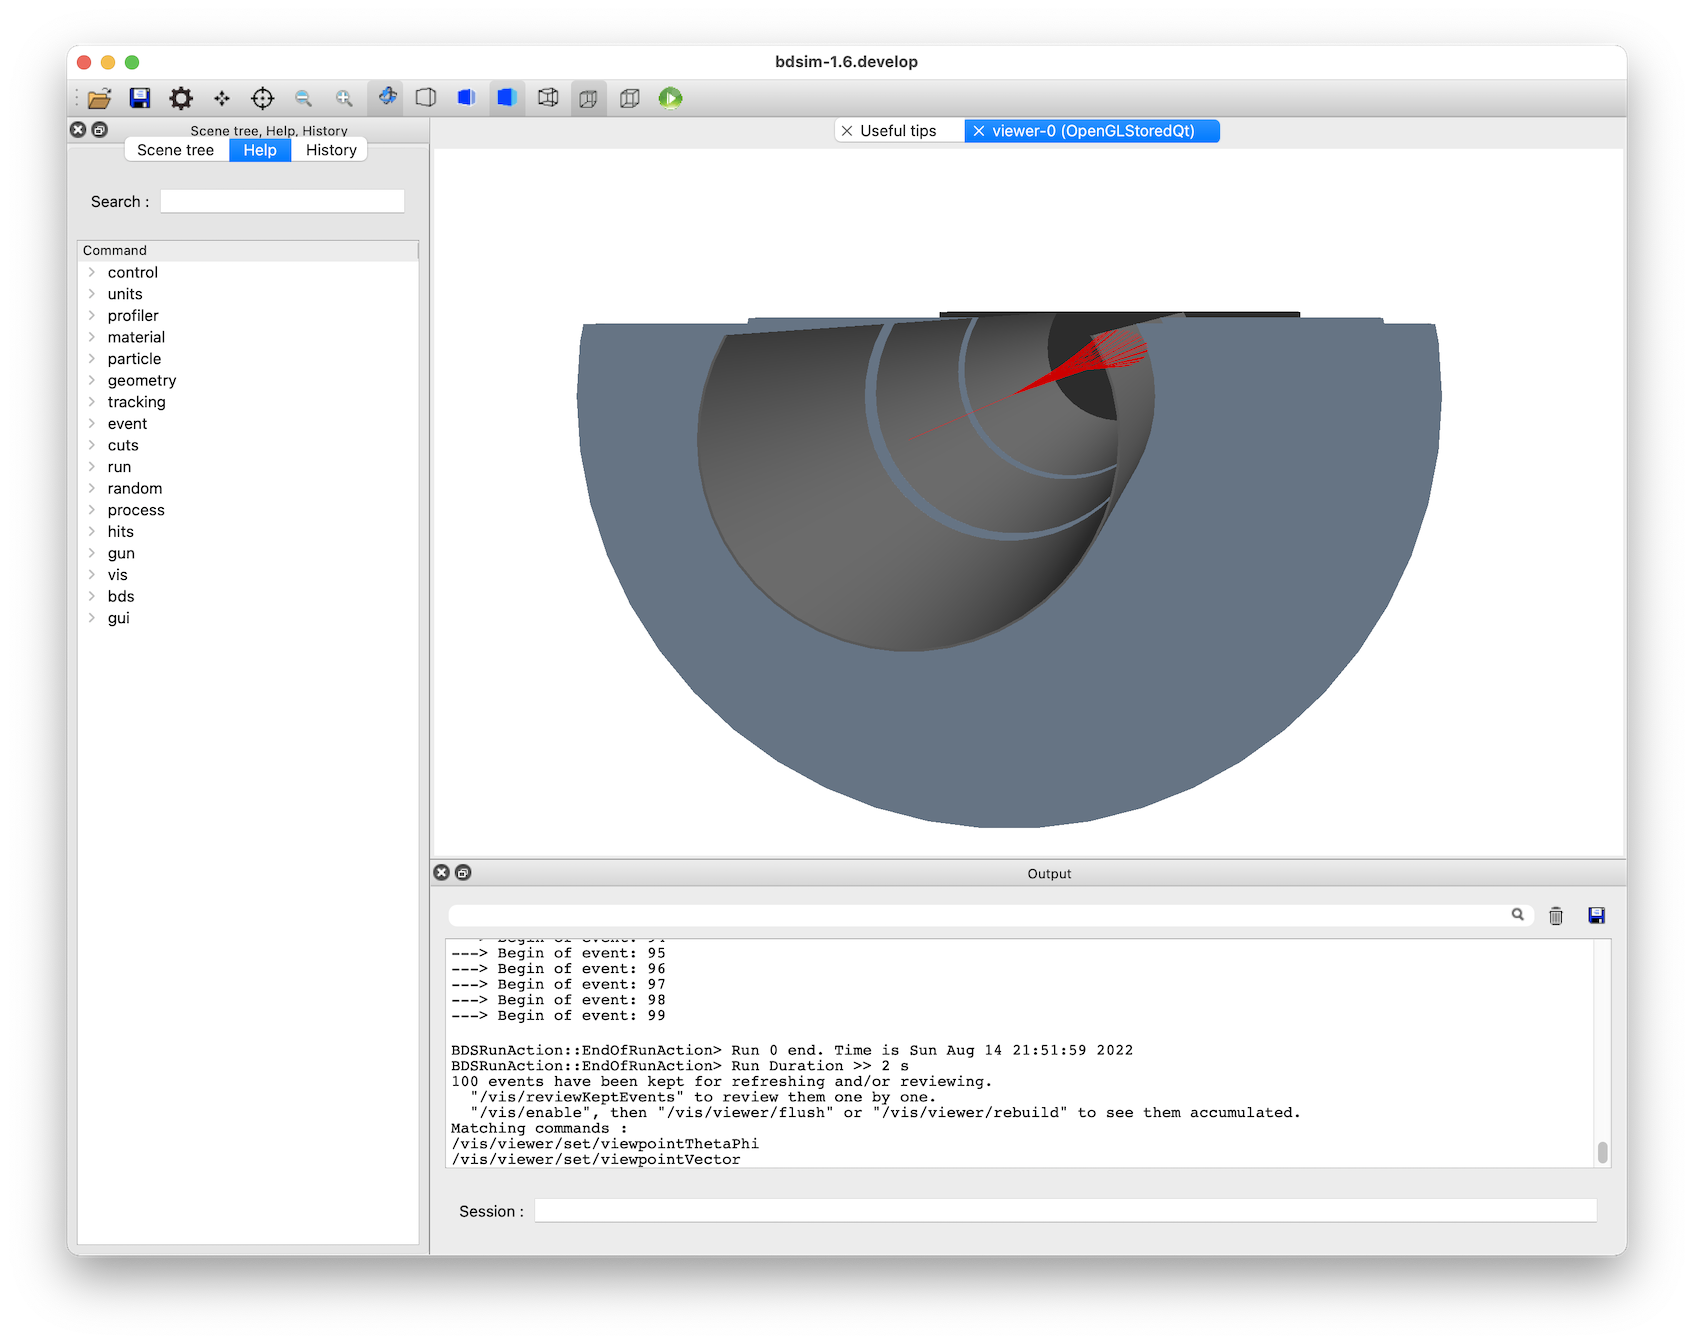 bdsim-1.6.develop
Scene tree, Help, History
Scene tree Help History
Search :
Command
control
units
profiler
material
particle
geometry
tracking
event
cuts
run
random
process
hits
gun
vis
bds
gui
Useful tips viewer-0 (OpenGLStoredQt)
Output
---> Begin of event: 94
---> Begin of event: 95
---> Begin of event: 96
---> Begin of event: 97
---> Begin of event: 98
---> Begin of event: 99
BDSRunAction::EndOfRunAction> Run 0 end. Time is Sun Aug 14 21:51:59 2022
BDSRunAction::EndOfRunAction> Run Duration >> 2 s
100 events have been kept for refreshing and/or reviewing.
"/vis/reviewKeptEvents" to review them one by one.
"/vis/enable", then "/vis/viewer/flush" or "/vis/viewer/rebuild" to see them accumulated.
Matching commands :
/vis/viewer/set/viewpointThetaPhi
/vis/viewer/set/viewpointVector
Session :